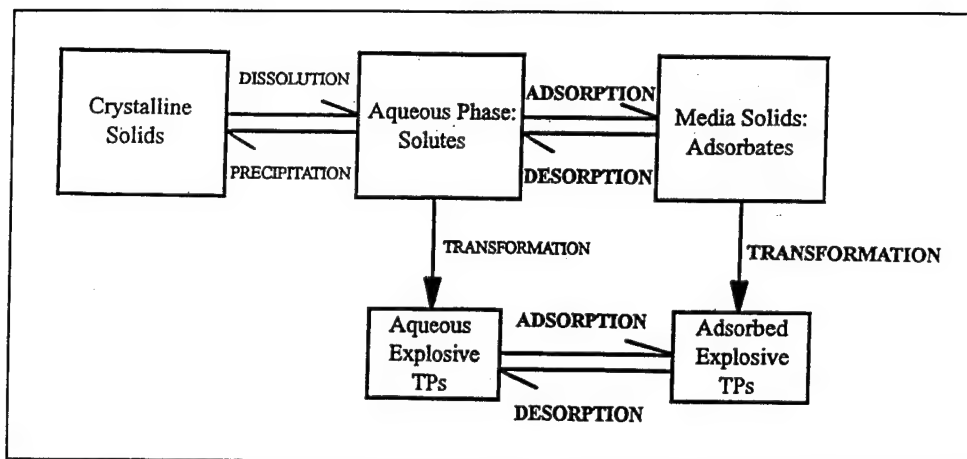 DISSOLUTION
Crystalline
Solids
PRECIPITATION
Aqueous Phase:
Solutes
ADSORPTION
DESORPTION
Media Solids:
Adsorbates
TRANSFORMATION
TRANSFORMATION
Aqueous
Explosive
TPs
ADSORPTION
DESORPTION
Adsorbed
Explosive
TPs